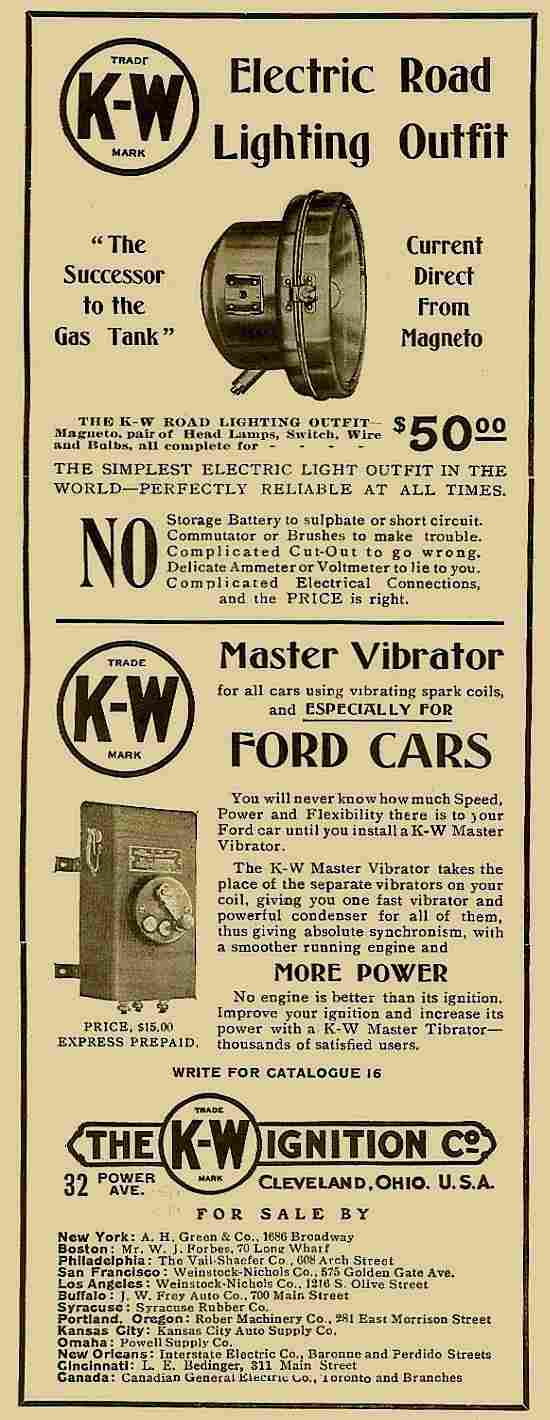 TRADE
K-W
MARK
Electric Road
Lighting Outfit
"The
Successor
to the
Gas Tank"
Current
Direct
From
Magneto
THE K-W ROAD LIGHTING OUTFIT—
Magneto, pair of Head Lamps, Switch, Wire
and Bulbs, all complete for - - - -
$5000
THE SIMPLEST ELECTRIC LIGHT OUTFIT IN THE
WORLD—PERFECTLY RELIABLE AT ALL TIMES.
NO
Storage Battery to sulphate or short circuit.
Commutator or Brushes to make trouble.
Complicated Cut-Out to go wrong.
Delicate Ammeter or Voltmeter to lie to you.
Complicated Electrical Connections,
and the PRICE is right.
TRADE
K-W
MARK
Master Vibrator
for all cars using vibrating spark coils,
and ESPECIALLY FOR
FORD CARS
You will never know how much Speed,
Power and Flexibility there is to your
Ford car until you install a K-W Master
Vibrator.
The K-W Master Vibrator takes the
place of the separate vibrators on your
coil, giving you one fast vibrator and
powerful condenser for all of them,
thus giving absolute synchronism, with
a smoother running engine and
MORE POWER
No engine is better than its ignition.
Improve your ignition and increase its
power with a K-W Master Tibrator—
thousands of satisfied users.
PRICE, $15.00
EXPRESS PREPAID.
WRITE FOR CATALOGUE 16
THE
TRADE
K-W
MARK
IGNITION Co.
32 POWER
AVE.
CLEVELAND, OHIO. U.S.A.
FOR SALE BY
New York: A. H. Green & Co., 1686 Broadway
Boston: Mr. W. J. Forbes, 70 Long Wharf
Philadelphia: The Vail-Shaefer Co., 608 Arch Street
San Francisco: Weinstock-Nichols Co., 575 Golden Gate Ave.
Los Angeles: Weinstock-Nichols Co., 1216 S. Olive Street
Buffalo: J. W. Frey Auto Co., 700 Main Street
Syracuse: Syracuse Rubber Co.
Portland, Oregon: Rober Machinery Co., 281 East Morrison Street
Kansas City: Kansas City Auto Supply Co.
Omaha: Powell Supply Co.
New Orleans: Interstate Electric Co., Baronne and Perdido Streets
Cincinnati: L. E. Bedinger, 311 Main Street
Canada: Canadian General Electric Co., Toronto and Branches